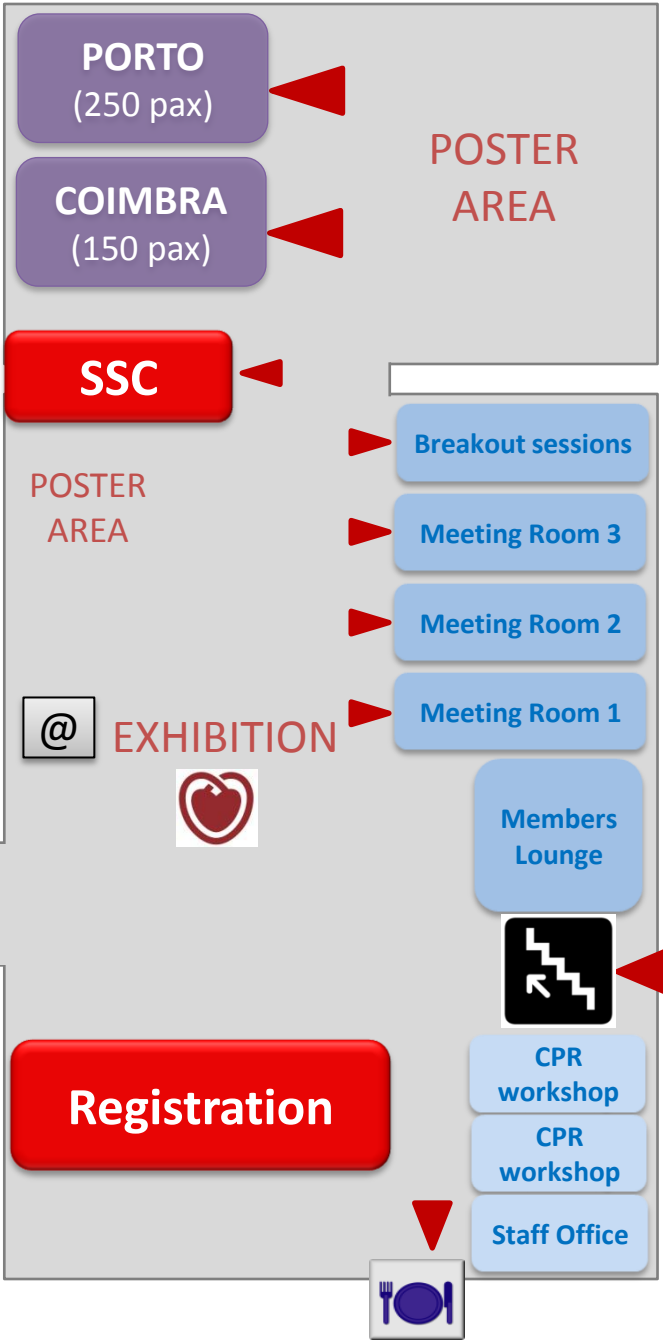 PORTO
(250 pax)
POSTER
AREA
COIMBRA
(150 pax)
SSC
Breakout sessions
POSTER
AREA
Meeting Room 3
Meeting Room 2
Meeting Room 1
@
EXHIBITION
Members
Lounge
CPR
workshop
Registration
CPR
workshop
Staff Office